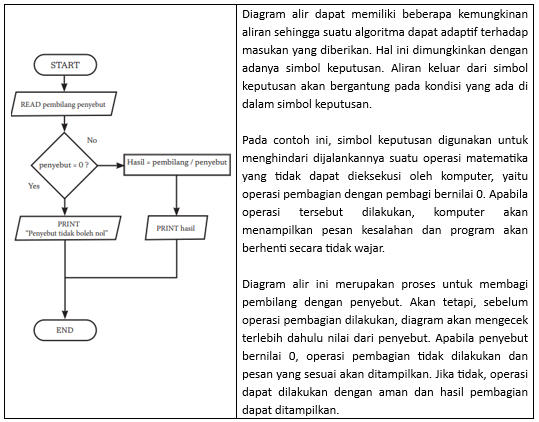 START
READ pembilang penyebut
No
penyebut = 0 ?
Hasil = pembilang / penyebut
Yes
PRINT
"Penyebut tidak boleh nol"
PRINT hasil
END
Diagram alir dapat memiliki beberapa kemungkinan
aliran sehingga suatu algoritma dapat adaptif terhadap
masukan yang diberikan. Hal ini dimungkinkan dengan
adanya simbol keputusan. Aliran keluar dari simbol
keputusan akan bergantung pada kondisi yang ada di
dalam simbol keputusan.
Pada contoh ini, simbol keputusan digunakan untuk
menghindari dijalankannya suatu operasi matematika
yang tidak dapat dieksekusi oleh komputer, yaitu
operasi pembagian dengan pembagi bernilai 0. Apabila
operasi tersebut dilakukan, komputer akan
menampilkan pesan kesalahan dan program akan
berhenti secara tidak wajar.
Diagram alir ini merupakan proses untuk membagi
pembilang dengan penyebut. Akan tetapi, sebelum
operasi pembagian dilakukan, diagram akan mengecek
terlebih dahulu nilai dari penyebut. Apabila penyebut
bernilai 0, operasi pembagian tidak dilakukan dan
pesan yang sesuai akan ditampilkan. Jika tidak, operasi
dapat dilakukan dengan aman dan hasil pembagian
dapat ditampilkan.